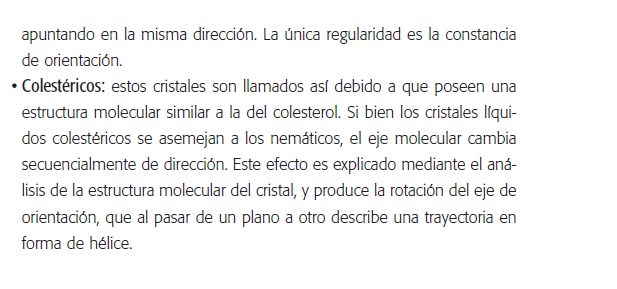 apuntando en la misma dirección. La única regularidad es la constancia
de orientación.
• Colestéricos: estos cristales son llamados así debido a que poseen una
estructura molecular similar a la del colesterol. Si bien los cristales líqui-
dos colestéricos se asemejan a los nemáticos, el eje molecular cambia
secuencialmente de dirección. Este efecto es explicado mediante el aná-
lisis de la estructura molecular del cristal, y produce la rotación del eje de
orientación, que al pasar de un plano a otro describe una trayectoria en
forma de hélice.